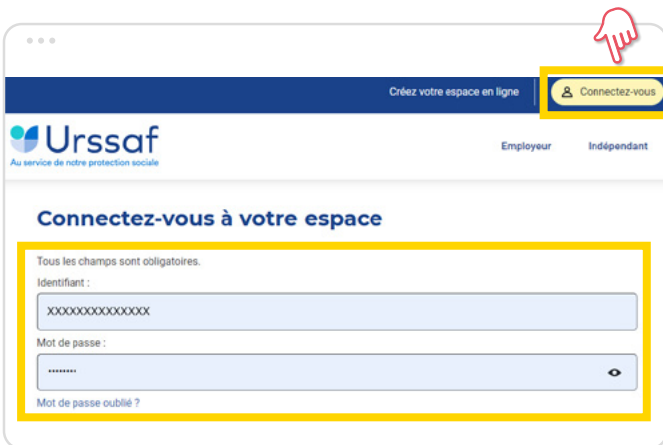 Créez votre espace en ligne
Connectez-vous
Urssaf
Au service de notre protection sociale
Employeur Indépendant
Connectez-vous à votre espace
Tous les champs sont obligatoires.
Identifiant :
XXXXXXXXXXXXXX
Mot de passe :
••••••••
Mot de passe oublié ?